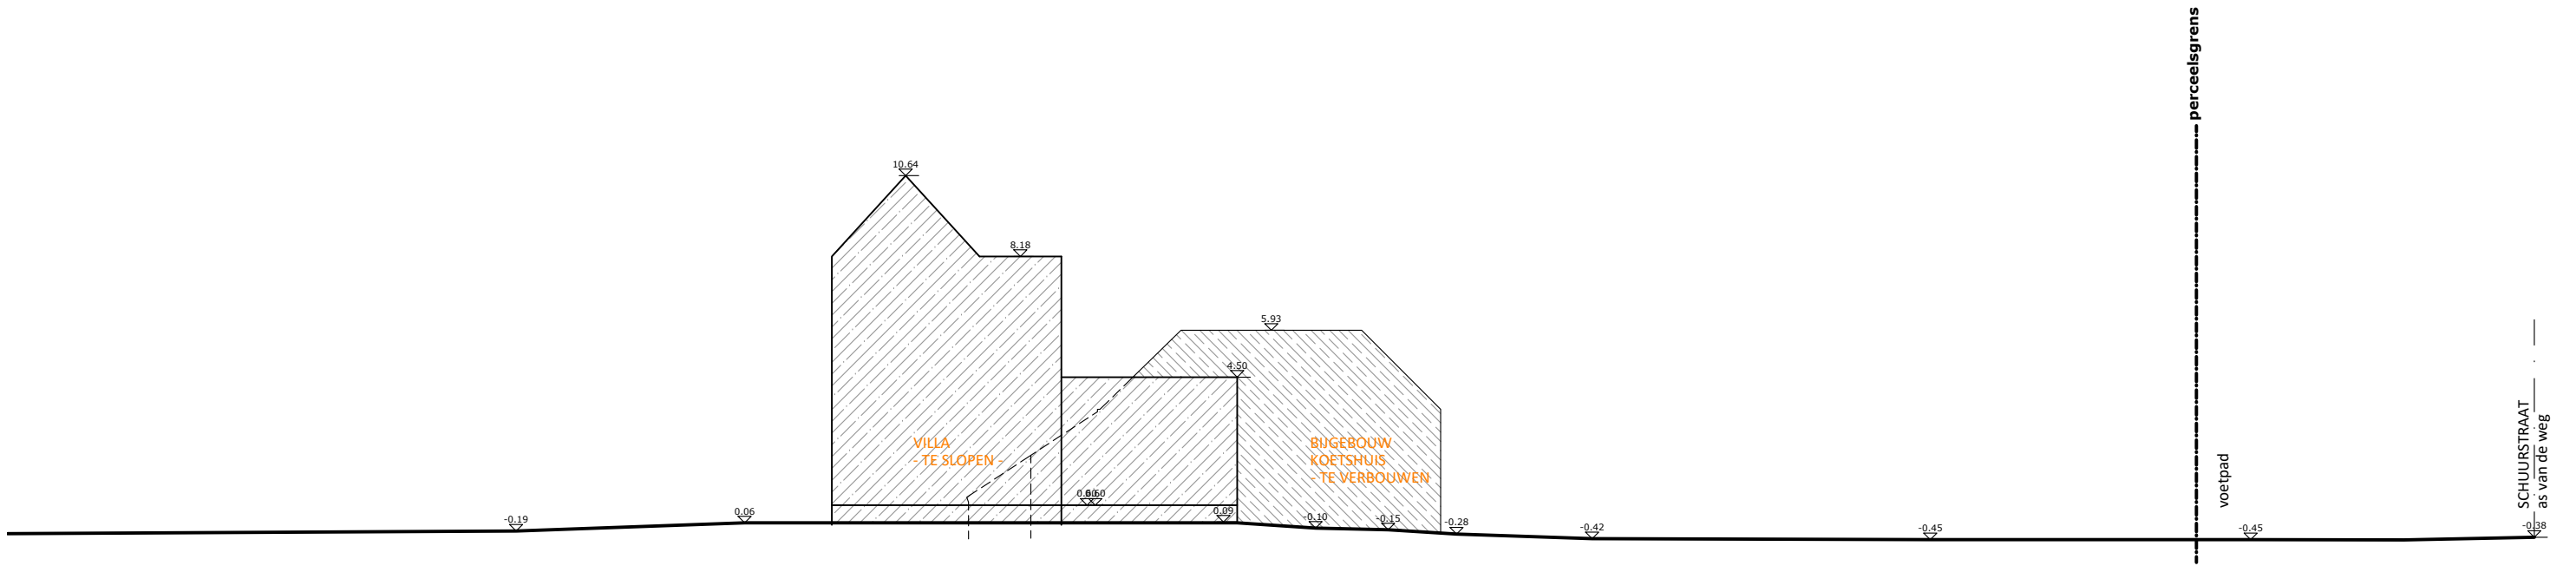 perceelsgrens
10.64
8.18
5.93
4.50
VILLA
- TE SLOPEN -
BIJGEBOUW
KOETSHUIS
- TE VERBOUWEN
0.60
0.09
0.06
-0.19
-0.10
-0.15
-0.28
-0.42
-0.45
-0.45
-0.38
voetpad
SCHUURSTRAAT
as van de weg